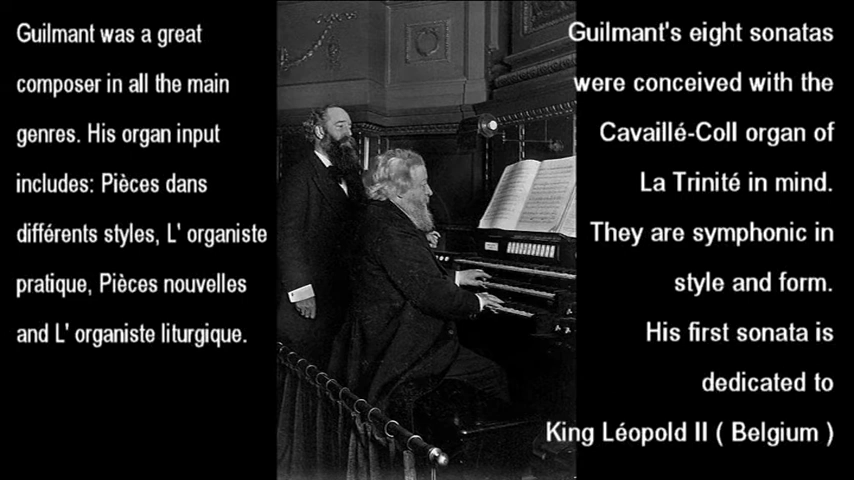 Guilmant was a great
composer in all the main
genres. His organ input
includes: Pièces dans
différents styles, L' organiste
pratique, Pièces nouvelles
and L' organiste liturgique.
Guilmant's eight sonatas
were conceived with the
Cavaillé-Coll organ of
La Trinité in mind.
They are symphonic in
style and form.
His first sonata is
dedicated to
King Léopold II ( Belgium )